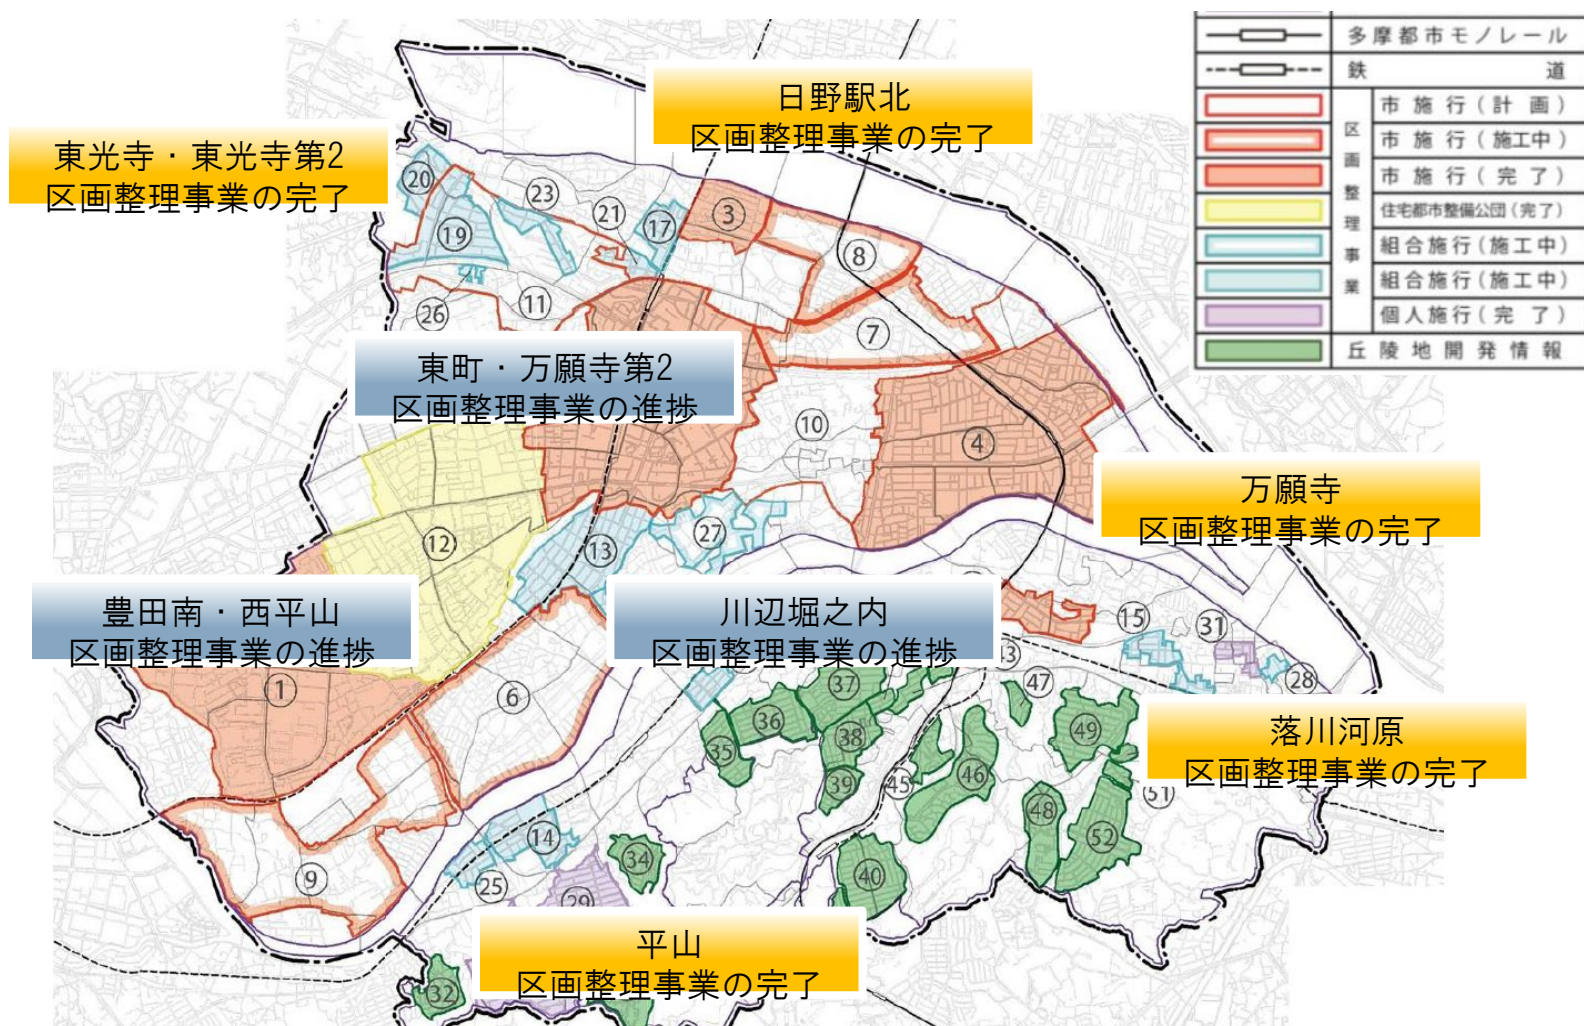 多摩都市モノレール
鉄道
区画整理事業
市施行(計画)
市施行(施工中)
市施行(完了)
住宅都市整備公団(完了)
組合施行(施工中)
組合施行(施工中)
個人施行(完了)
丘陵地開発情報
日野駅北
区画整理事業の完了
東光寺・東光寺第2
区画整理事業の完了
東町・万願寺第2
区画整理事業の進捗
万願寺
区画整理事業の完了
豊田南・西平山
区画整理事業の進捗
川辺堀之内
区画整理事業の進捗
落川河原
区画整理事業の完了
平山
区画整理事業の完了
20
23
21
17
3
19
8
26
11
7
10
4
12
13
27
15
31
28
1
6
43
47
37
36
35
38
39
45
46
49
48
51
52
14
34
40
9
25
29
32